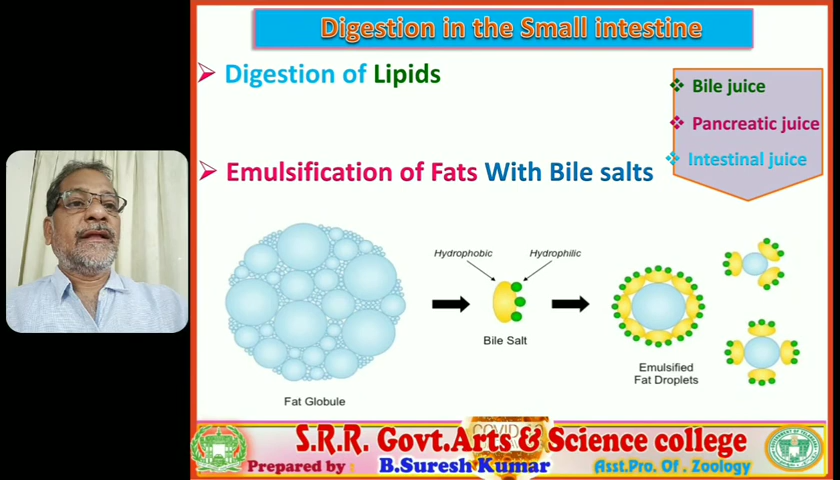 Digestion in the Small intestine
Digestion of Lipids
Bile juice
Pancreatic juice
Intestinal juice
Emulsification of Fats With Bile salts
Hydrophobic
Hydrophilic
Bile Salt
Emulsified
Fat Droplets
Fat Globule
COVID
S.R.R. Govt.Arts & Science college
Prepared by : B.Suresh Kumar Asst.Pro. Of . Zoology